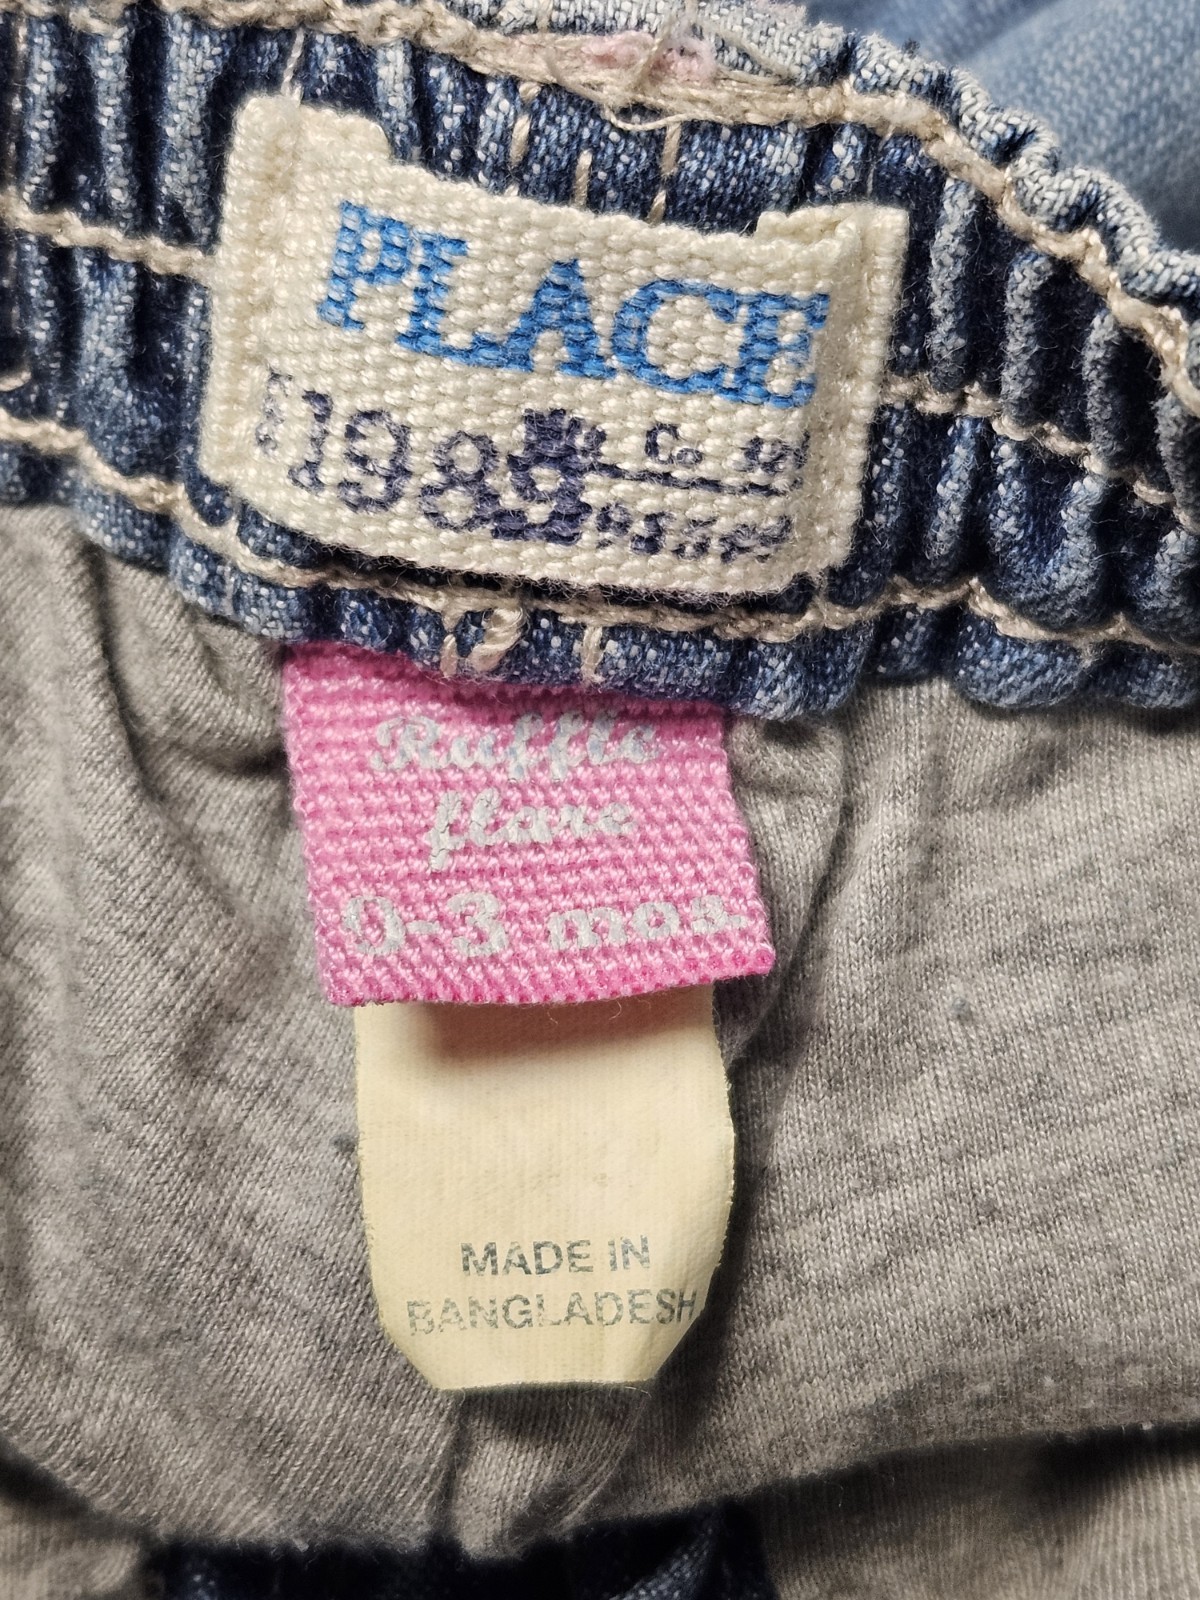 PLACE
1989
Ruffle
flare
0-3 mos.
MADE IN
BANGLADESH